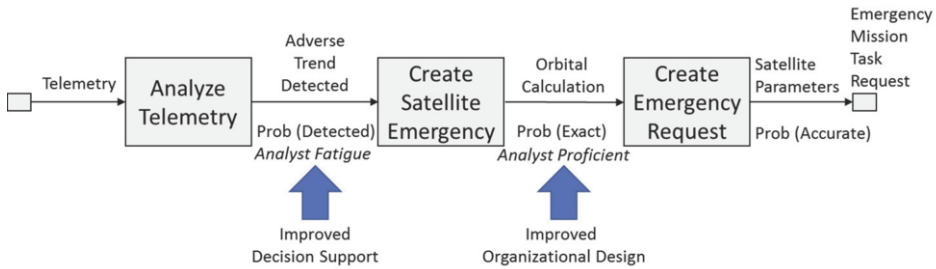 Telemetry
Analyze
Telemetry
Adverse
Trend
Detected
Prob (Detected)
Analyst Fatigue
Improved
Decision Support
Create
Satellite
Emergency
Orbital
Calculation
Prob (Exact)
Analyst Proficient
Improved
Organizational Design
Create
Emergency
Request
Satellite
Parameters
Prob (Accurate)
Emergency
Mission
Task
Request